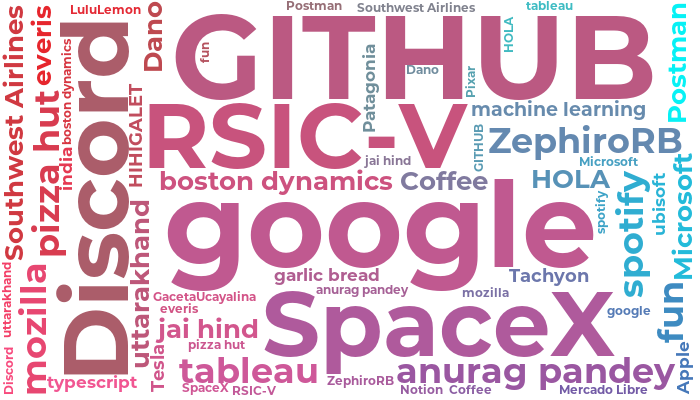 LuluLemon
Postman
Southwest Airlines
tableau
Southwest Airlines
everis
Discord
Dano
GITHUB
fun
HOLA
Postman
pizza hut
boston dynamics
india
HIHIGALET
Patagonia
Dano
Pixar
RSIC-V
machine learning
GITHUB
ZephiroRB
jai hind
Microsoft
boston dynamics
Coffee
HOLA
google
spotify
spotify
ubisoft
Microsoft
uttarakhand
mozilla
uttarakhand
garlic bread
Tachyon
anurag pandey
mozilla
GacetaUcayalina
everis
SpaceX
google
fun
jai hind
pizza hut
Discord
typescript
Tesla
tableau
ZephiroRB
anurag pandey
Apple
SpaceX
RSIC-V
Notion
Coffee
Mercado Libre